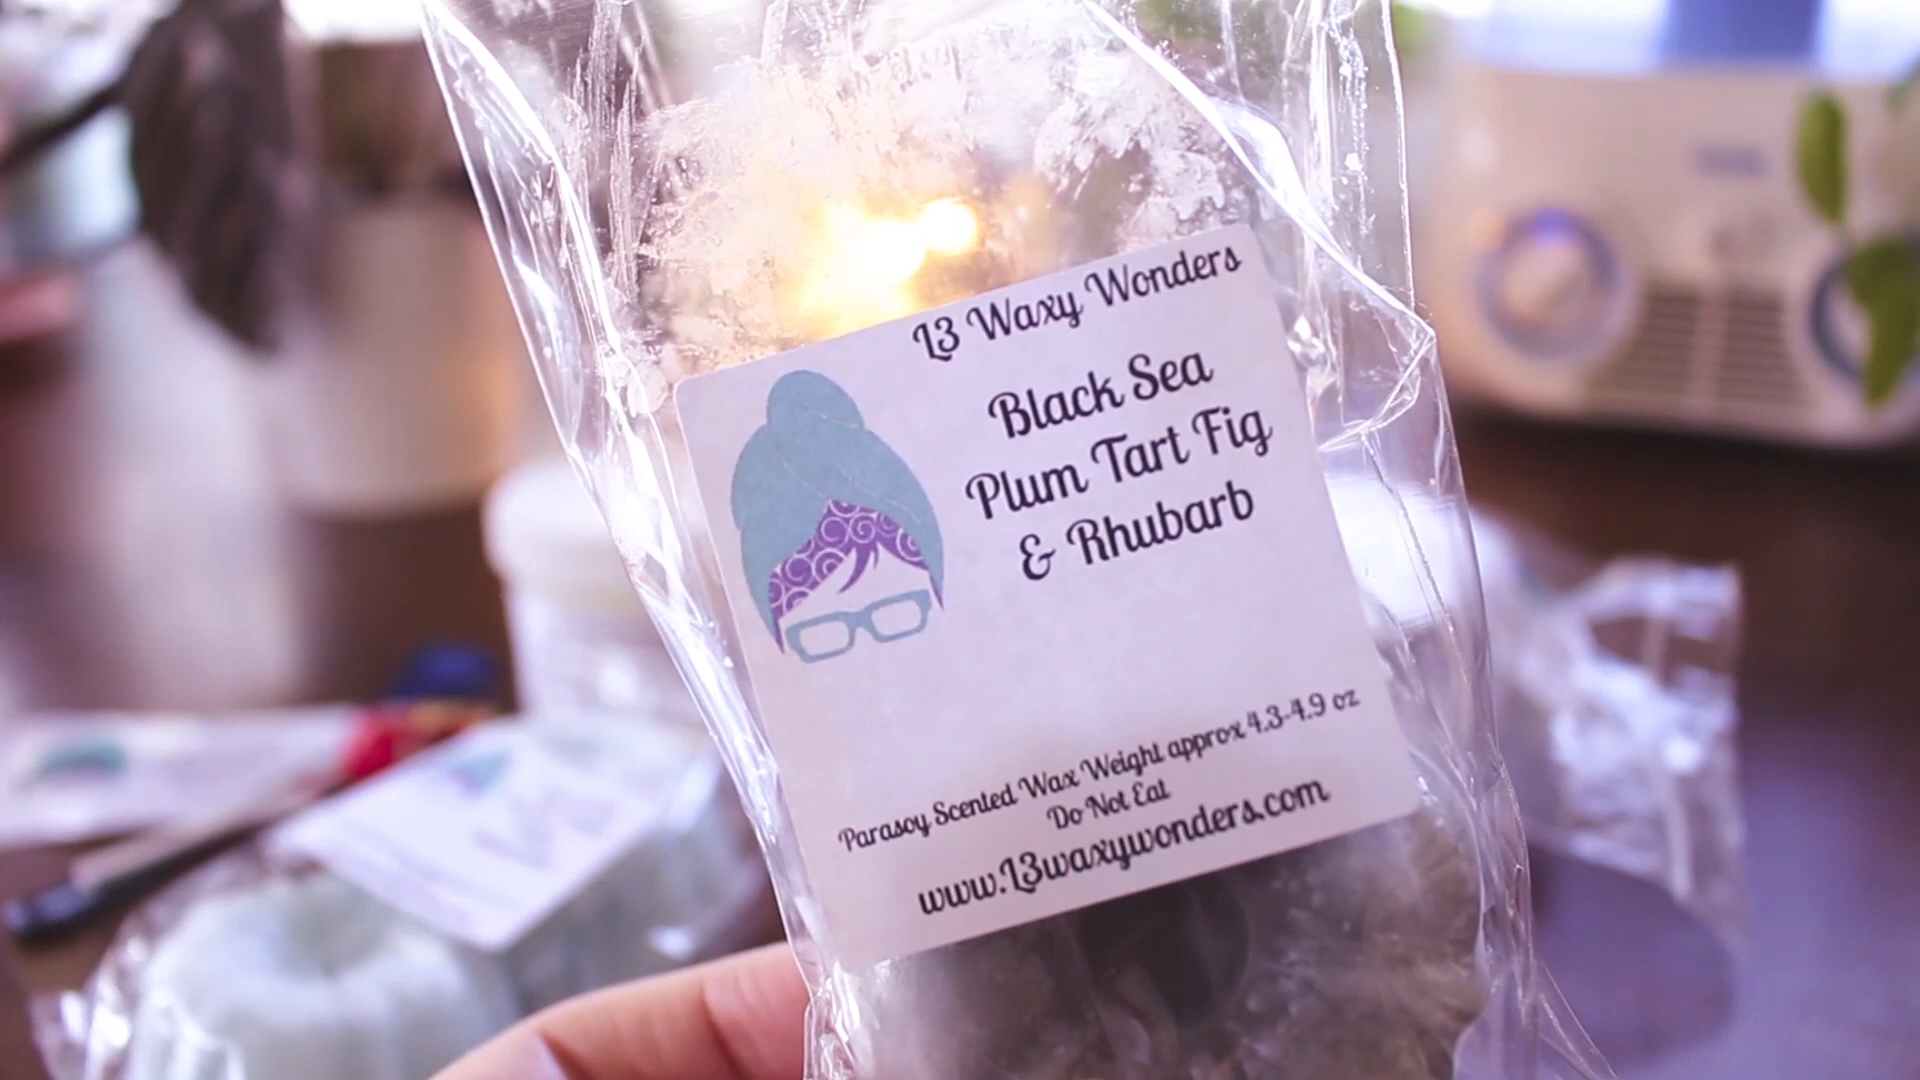 L3 Waxy Wonders
Black Sea
Plum Tart Fig
& Rhubarb
Parasoy Scented Wax Weight approx 4.3-4.9 oz
Do Not Eat
www.L3waxywonders.com